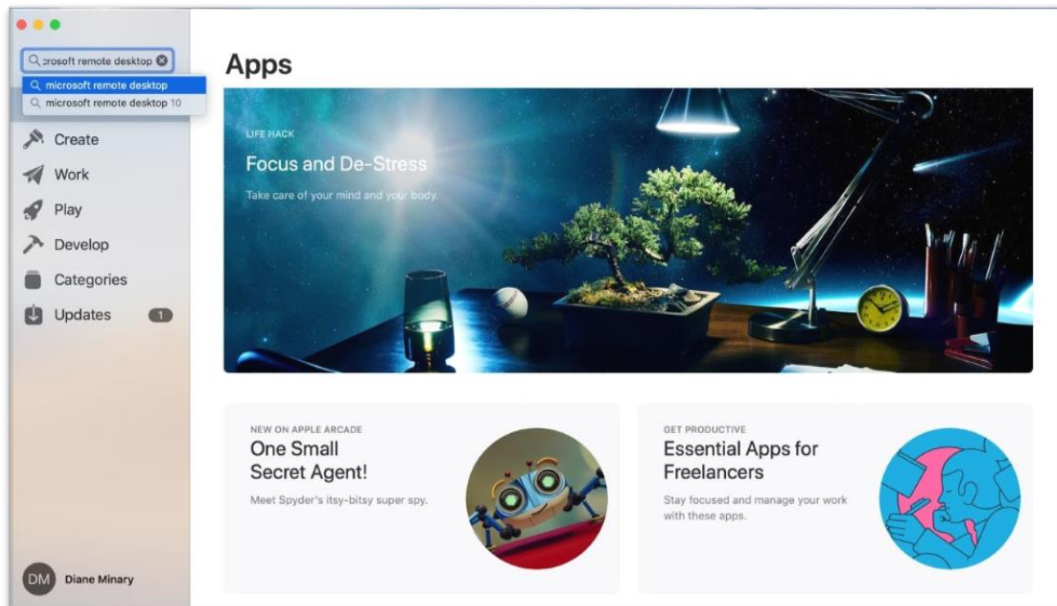 crosoft remote desktop
microsoft remote desktop
microsoft remote desktop 10
Create
Work
Play
Develop
Categories
Updates 1
DM Diane Minary
Apps
LIFE HACK
Focus and De-Stress
Take care of your mind and your body.
NEW ON APPLE ARCADE
One Small
Secret Agent!
Meet Spyder's itsy-bitsy super spy.
GET PRODUCTIVE
Essential Apps for
Freelancers
Stay focused and manage your work
with these apps.